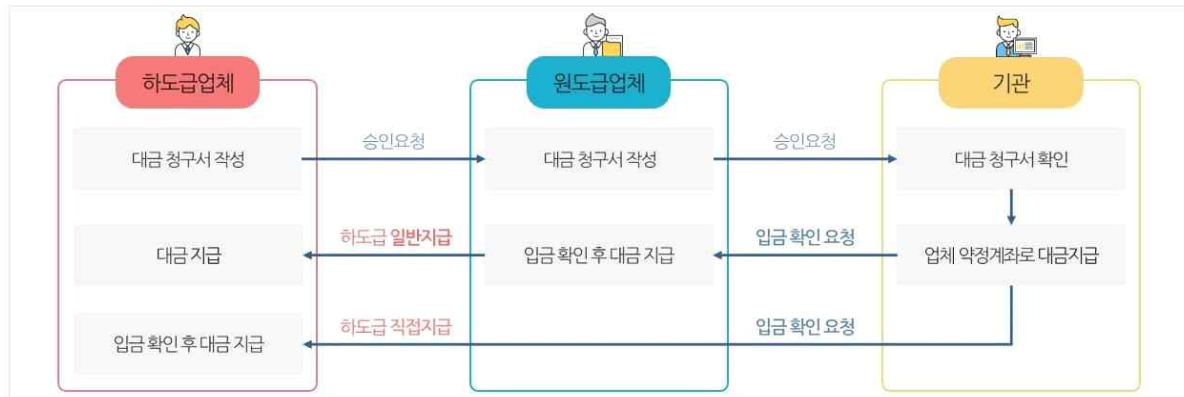 하도급업체
원도급업체
기관
대금 청구서 작성
승인요청
대금 청구서 작성
승인요청
대금 청구서 확인
대금 지급
하도급 일반지급
입금 확인 후 대금 지급
입금 확인 요청
업체 약정계좌로 대금지급
입금 확인 후 대금 지급
하도급 직접지급
입금 확인 요청